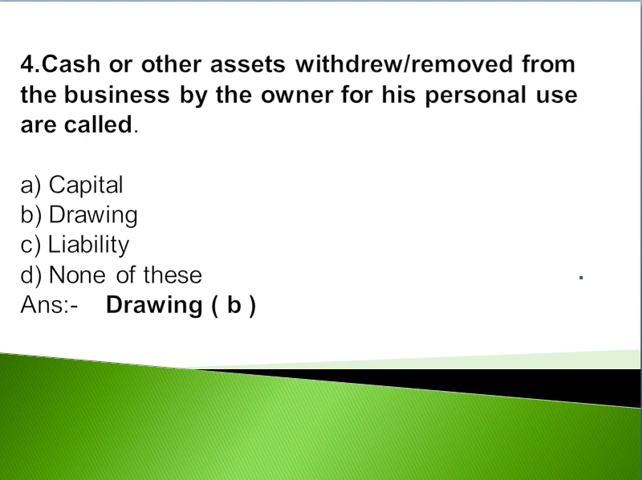 4.Cash or other assets withdrew/removed from
the business by the owner for his personal use
are called.
a) Capital
b) Drawing
c) Liability
d) None of these
Ans:- Drawing ( b )